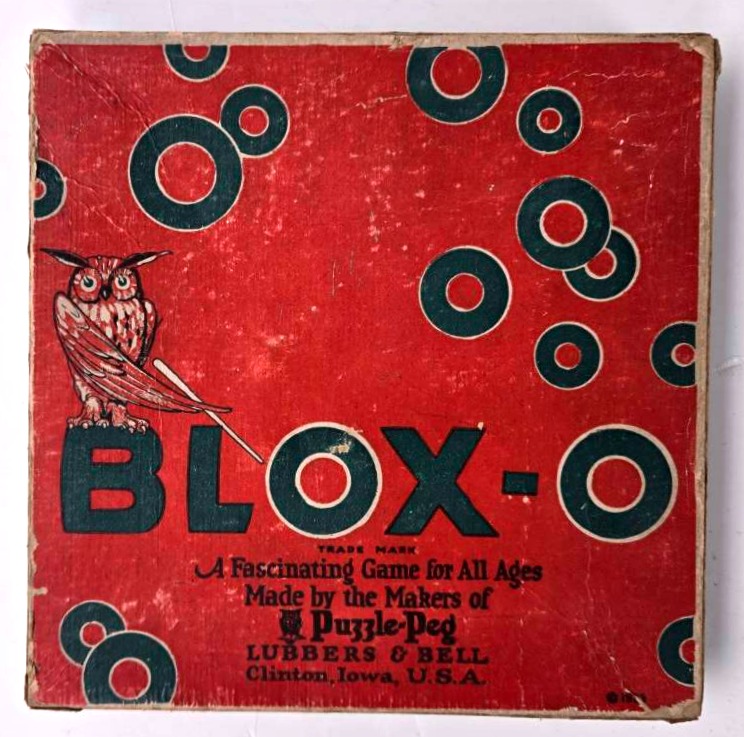 BLOX-O
TRADE MARK
A Fascinating Game for All Ages
Made by the Makers of
Puzzle-Peg
LUBBERS & BELL
Clinton, Iowa, U.S.A.
©